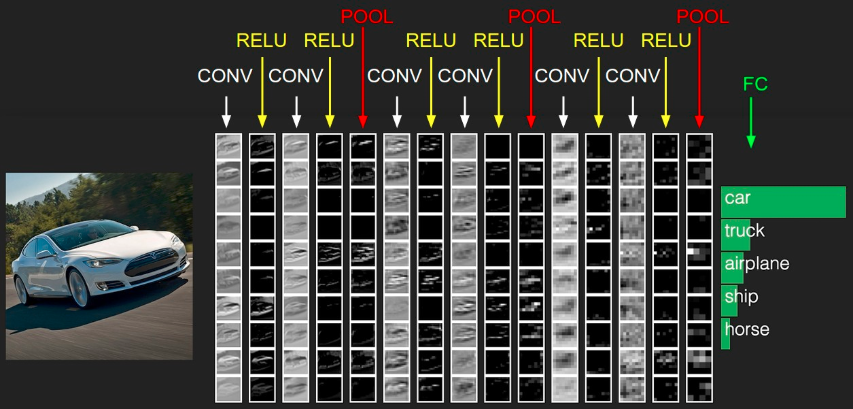 POOL POOL POOL
RELU RELU RELU RELU RELU RELU
CONV CONV CONV CONV CONV CONV
FC
car
truck
airplane
ship
horse